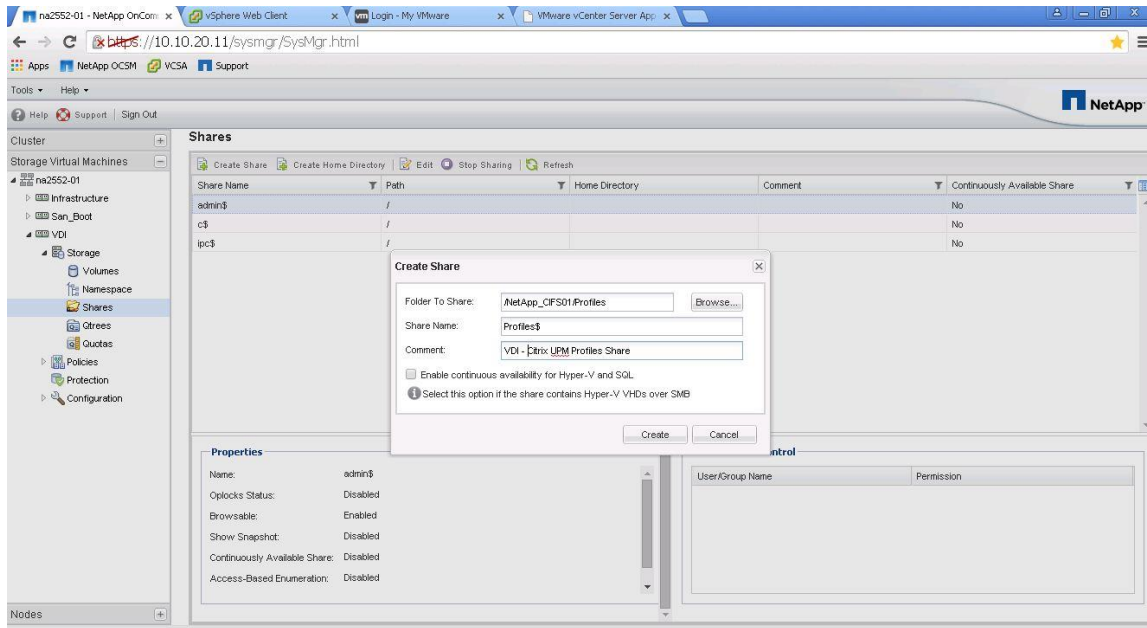 na2552-01 - NetApp OnCom
vSphere Web Client
vm Login - My VMware
VMware vCenter Server App
https://10.10.20.11/sysmgr/SysMgr.html
Apps NetApp OCSM VCSA Support
Tools Help
NetApp
Help Support Sign Out
Cluster
Storage Virtual Machines
na2552-01
Infrastructure
San_Boot
VDI
Storage
Volumes
Namespace
Shares
Qtrees
Quotas
Policies
Protection
Configuration
Nodes
Shares
Create Share Create Home Directory Edit Stop Sharing Refresh
Share Name Path Home Directory Comment Continuously Available Share
admin$ / No
c$ / No
ipc$ / No
Create Share
Folder To Share: /NetApp_CIFS01/Profiles Browse...
Share Name: Profiles$
Comment: VDI - Citrix UPM Profiles Share
Enable continuous availability for Hyper-V and SQL
Select this option if the share contains Hyper-V VHDs over SMB
Create Cancel
Properties
Name: admin$
Oplocks Status: Disabled
Browsable: Enabled
Show Snapshot: Disabled
Continuously Available Share: Disabled
Access-Based Enumeration: Disabled
ntrol
User/Group Name Permission